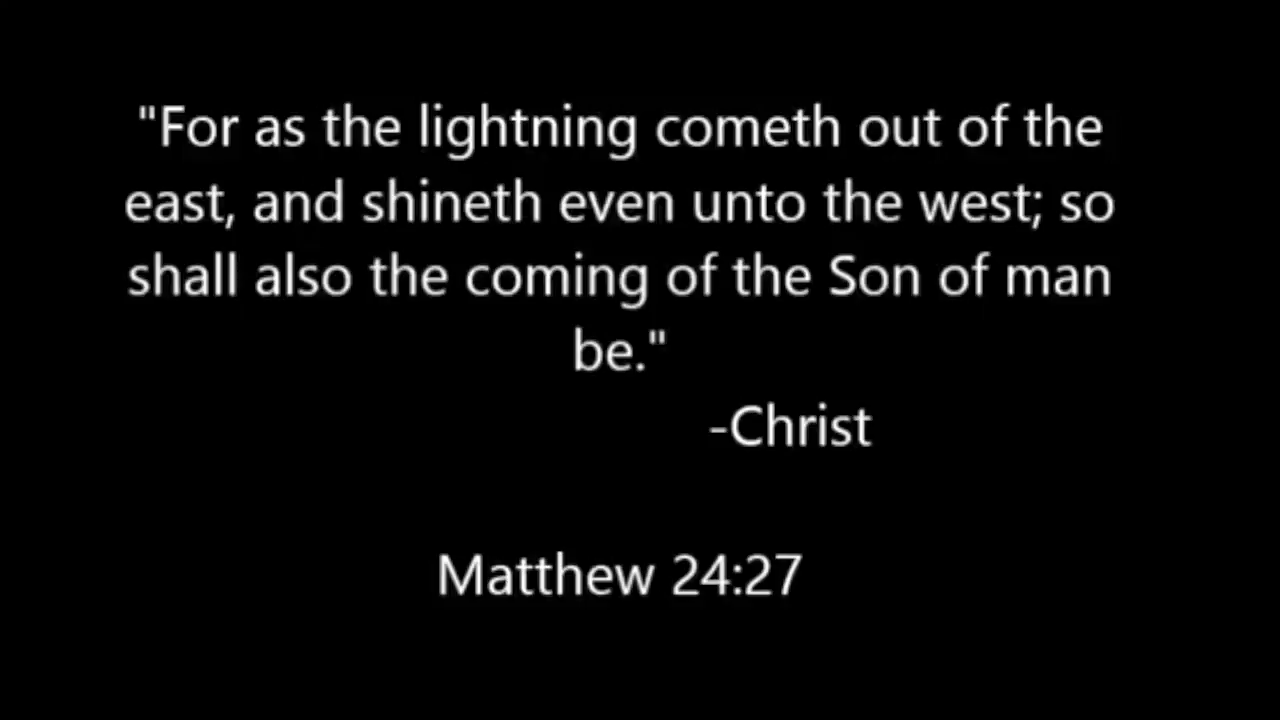 "For as the lightning cometh out of the
east, and shineth even unto the west; so
shall also the coming of the Son of man
be."
-Christ
Matthew 24:27